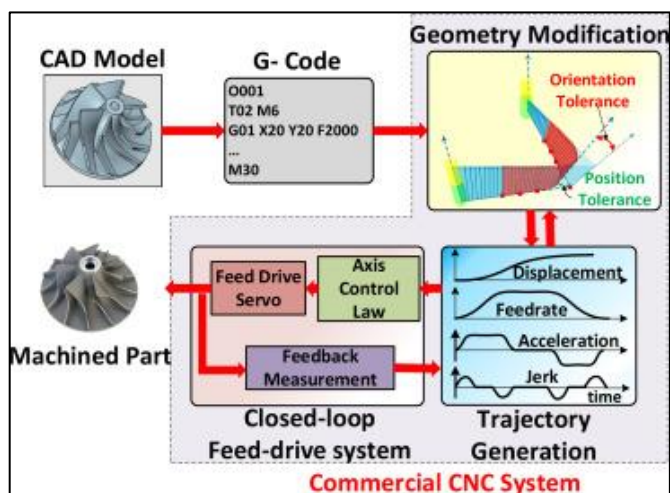 CAD Model
G- Code
O001
T02 M6
G01 X20 Y20 F2000
...
M30
Geometry Modification
Orientation
Tolerance
Position
Tolerance
Machined Part
Feed Drive
Servo
Axis
Control
Law
Feedback
Measurement
Closed-loop
Feed-drive system
Displacement
Feedrate
Acceleration
Jerk
time
Trajectory
Generation
Commercial CNC System